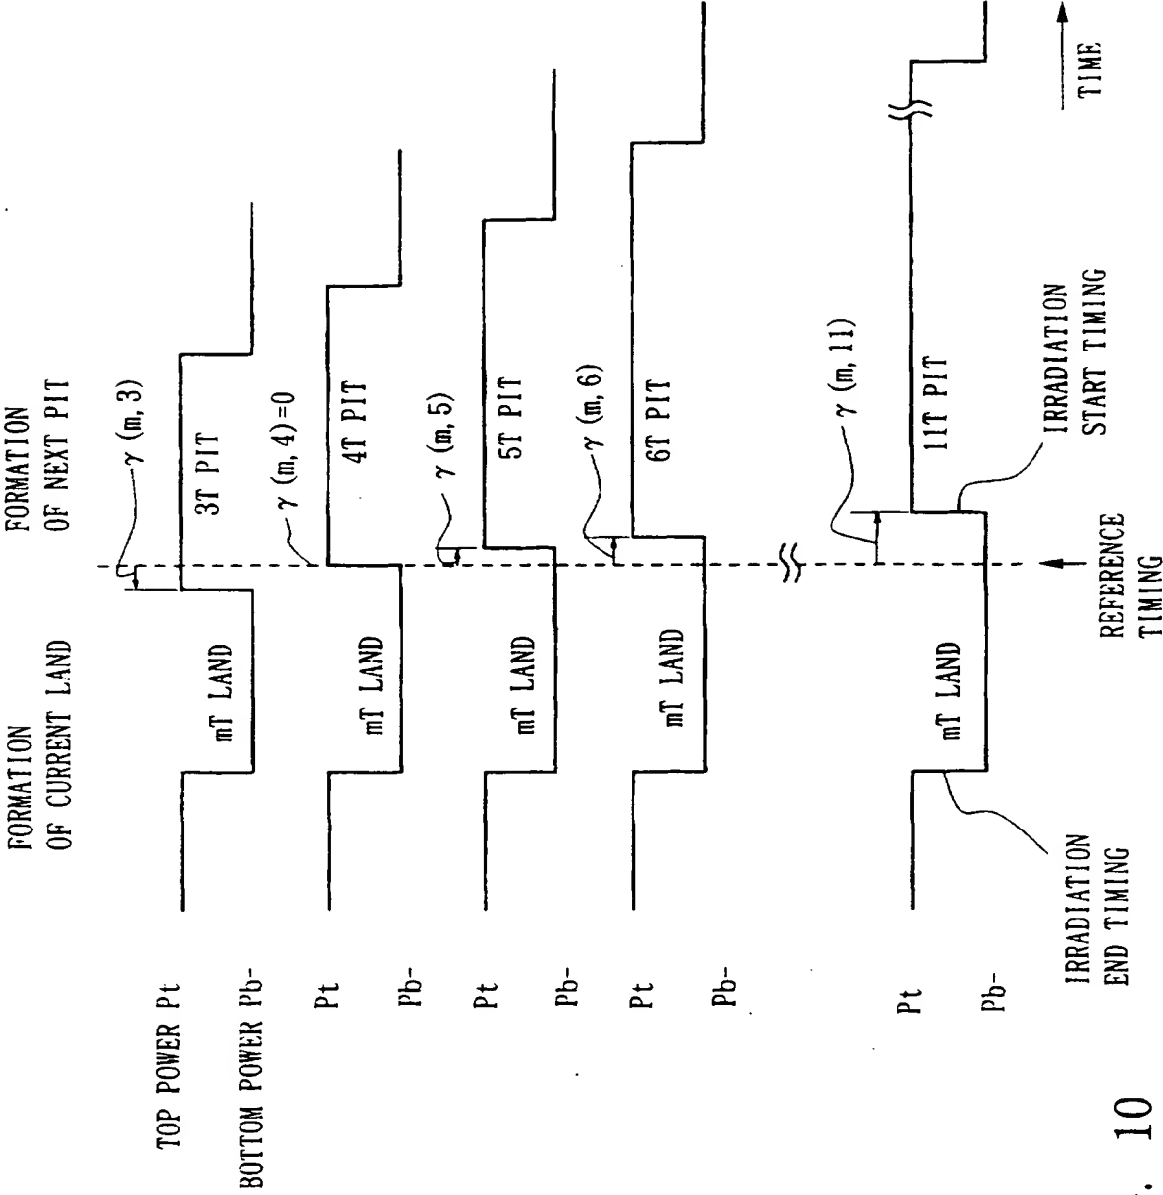 FORMATION
OF CURRENT LAND
FORMATION
OF NEXT PIT
TOP POWER Pt
BOTTOM POWER Pb-
mT LAND
3T PIT
γ (m, 3)
Pt
Pb-
mT LAND
4T PIT
γ (m, 4)=0
Pt
Pb-
mT LAND
5T PIT
γ (m, 5)
Pt
Pb-
mT LAND
6T PIT
γ (m, 6)
Pt
Pb-
mT LAND
11T PIT
γ (m, 11)
IRRADIATION
END TIMING
REFERENCE
TIMING
IRRADIATION
START TIMING
TIME
. 10